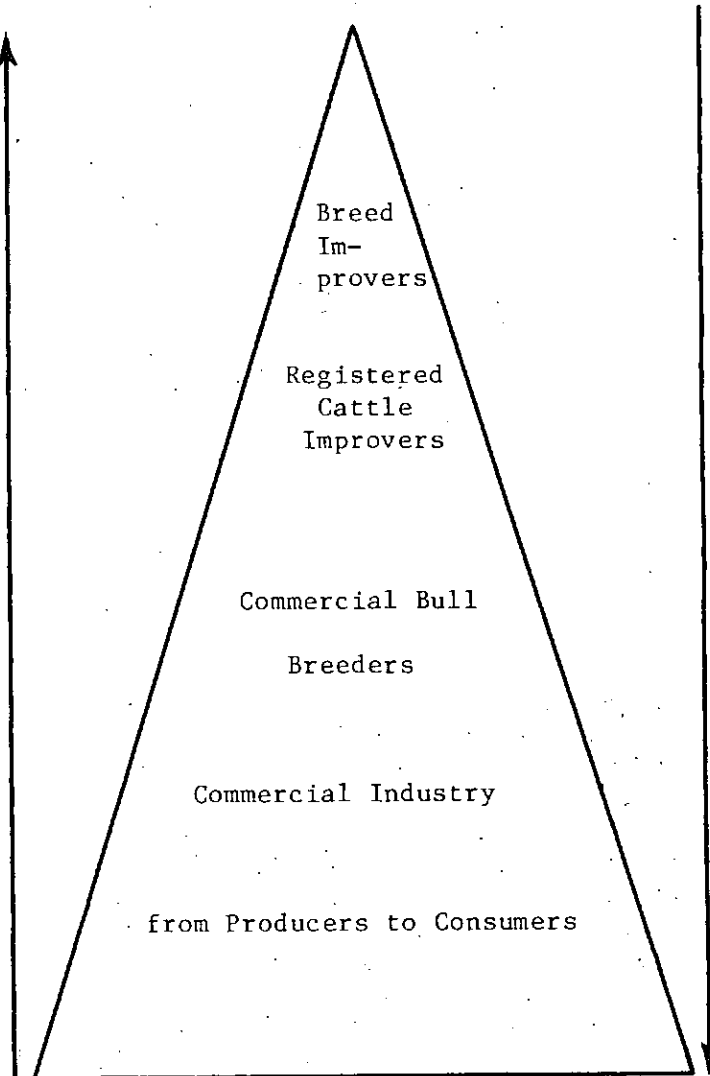 Breed
Im-
provers
Registered
Cattle
Improvers
Commercial Bull
Breeders
Commercial Industry
from Producers to Consumers